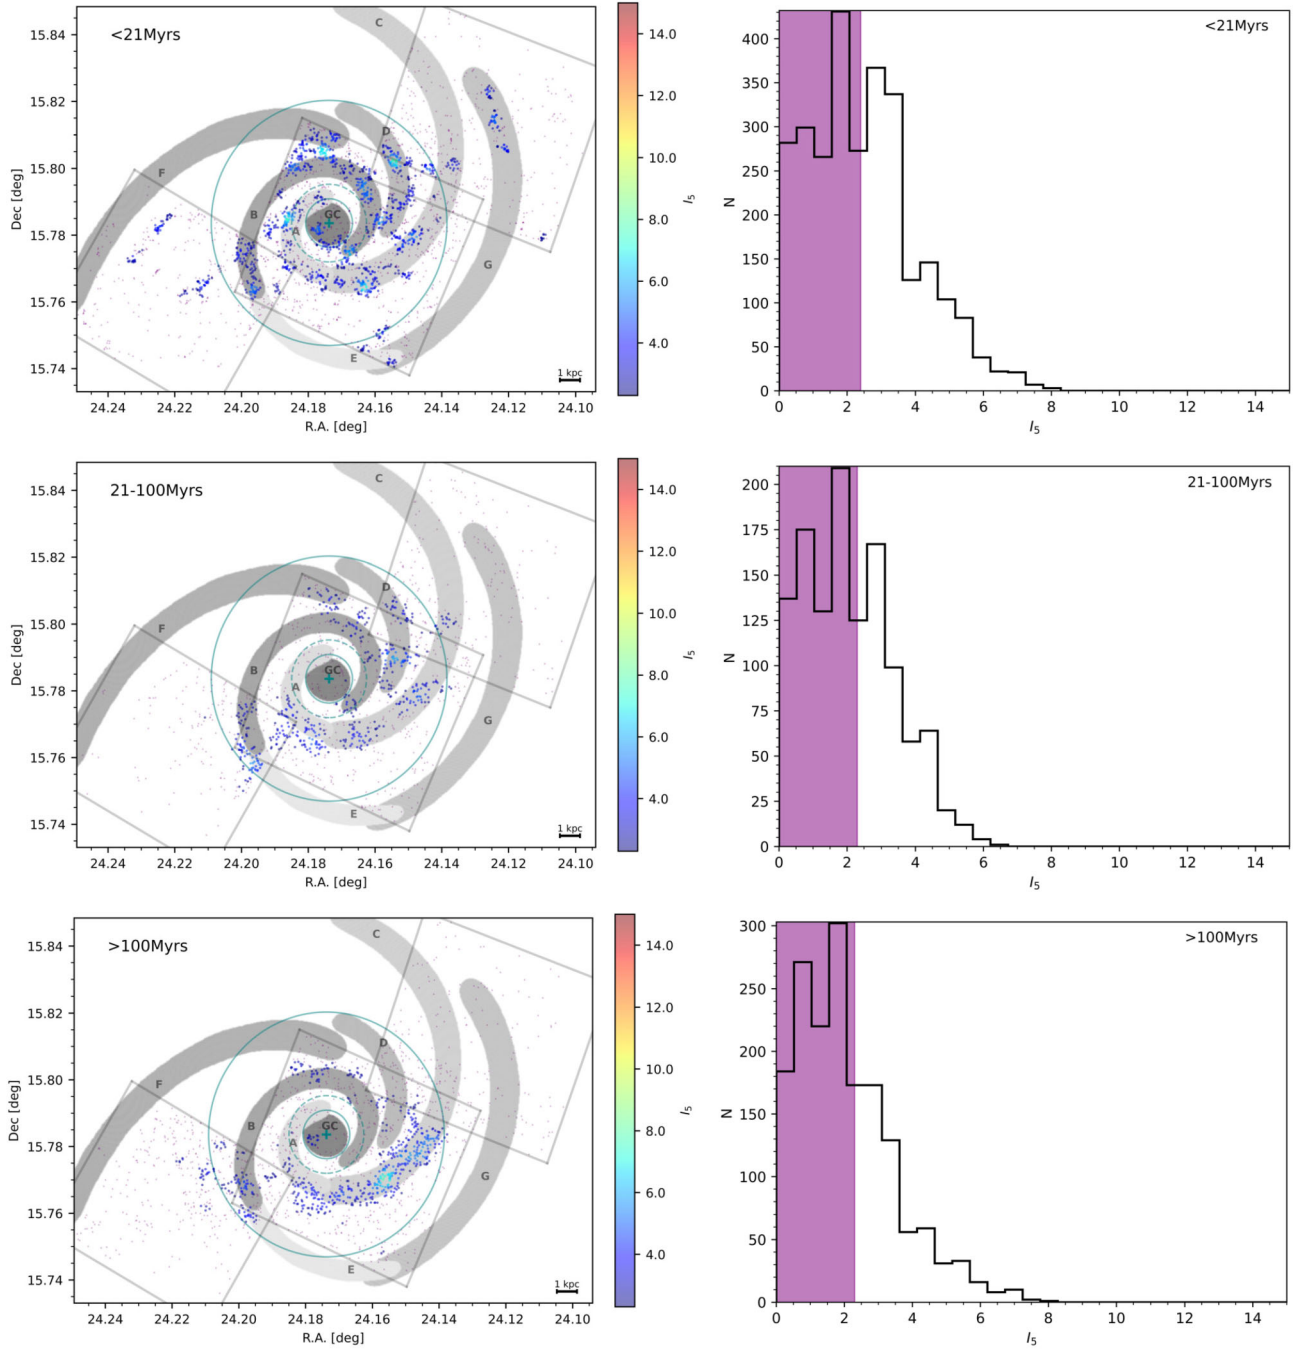 <21Myrs
C
D
F
B
GC
A
G
E
1 kpc
15.84
15.82
15.80
15.78
15.76
15.74
Dec [deg]
24.24
24.22
24.20
24.18
24.16
24.14
24.12
24.10
R.A. [deg]
14.0
12.0
10.0
8.0
6.0
4.0
I5
<21Myrs
400
350
300
250
200
150
100
50
0
N
0
2
4
6
8
10
12
14
I5
21-100Myrs
C
D
F
B
GC
A
G
E
1 kpc
15.84
15.82
15.80
15.78
15.76
15.74
Dec [deg]
24.24
24.22
24.20
24.18
24.16
24.14
24.12
24.10
R.A. [deg]
14.0
12.0
10.0
8.0
6.0
4.0
I5
21-100Myrs
200
175
150
125
100
75
50
25
0
N
0
2
4
6
8
10
12
14
I5
>100Myrs
C
D
F
B
GC
A
G
E
1 kpc
15.84
15.82
15.80
15.78
15.76
15.74
Dec [deg]
24.24
24.22
24.20
24.18
24.16
24.14
24.12
24.10
R.A. [deg]
14.0
12.0
10.0
8.0
6.0
4.0
I5
>100Myrs
300
250
200
150
100
50
0
N
0
2
4
6
8
10
12
14
I5